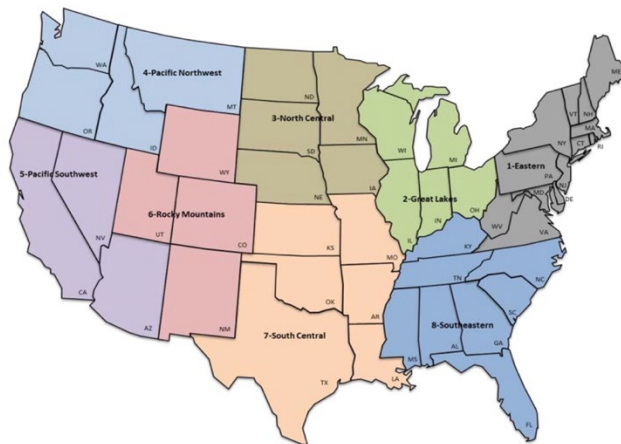 WA
4-Pacific Northwest
MT
OR
ID
ND
3-North Central
MN
SD
WY
NE
IA
WI
MI
2-Great Lakes
IL
IN
OH
ME
VT
NH
MA
NY
CT
RI
1-Eastern
PA
NJ
MD
DE
WV
VA
5-Pacific Southwest
NV
CA
AZ
6-Rocky Mountains
UT
CO
NM
KS
MO
OK
AR
7-South Central
TX
LA
KY
TN
NC
SC
8-Southeastern
MS
AL
GA
FL